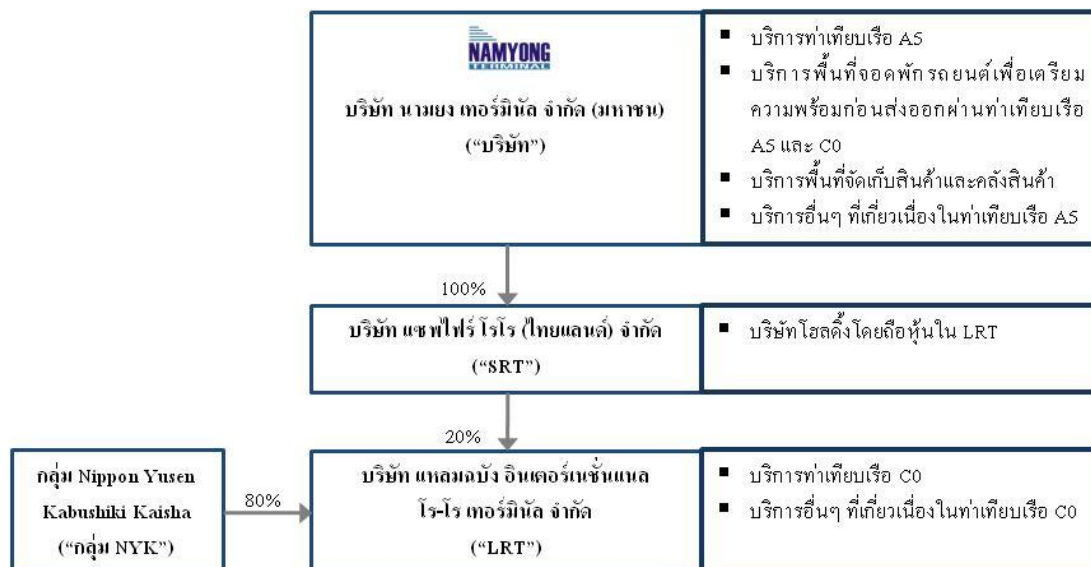 NAMYONG
TERMINAL
บริษัท นามยง เทอร์มินัล จำกัด (มหาชน)
(“บริษัท”)
▪ บริการท่าเทียบเรือ A5
▪ บริการพื้นที่จอดพักรถยนต์เพื่อเตรียม
ความพร้อมก่อนส่งออกผ่านท่าเทียบเรือ
A5 และ C0
▪ บริการพื้นที่จัดเก็บสินค้าและคลังสินค้า
▪ บริการอื่นๆ ที่เกี่ยวเนื่องในท่าเทียบเรือ A5
100%
บริษัท แซฟไฟร์ โรโร (ไทยแลนด์) จำกัด
(“SRT”)
▪ บริษัทโฮลดิ้งโดยถือหุ้นใน LRT
20%
กลุ่ม Nippon Yusen
Kabushiki Kaisha
(“กลุ่ม NYK”)
80%
บริษัท แหลมฉบัง อินเตอร์เนชั่นแนล
โร-โร เทอร์มินัล จำกัด
(“LRT”)
▪ บริการท่าเทียบเรือ C0
▪ บริการอื่นๆ ที่เกี่ยวเนื่องในท่าเทียบเรือ C0